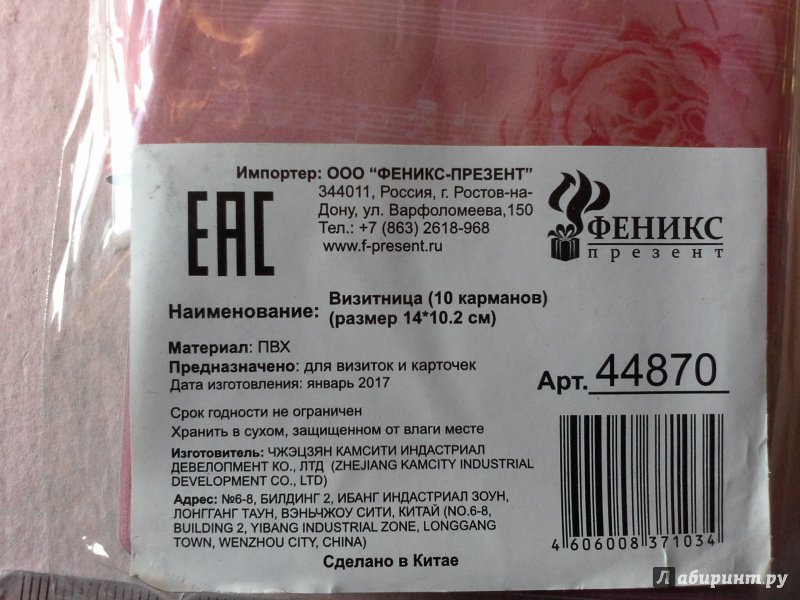 Импортер: ООО "ФЕНИКС-ПРЕЗЕНТ"
344011, Россия, г. Ростов-на-
Дону, ул. Варфоломеева,150
Тел.: +7 (863) 2618-968
www.f-present.ru
EAC
ФЕНИКС
презент
Наименование: Визитница (10 карманов)
(размер 14*10.2 см)
Материал: ПВХ
Предназначено: для визиток и карточек
Дата изготовления: январь 2017
Арт. 44870
Срок годности не ограничен
Хранить в сухом, защищенном от влаги месте
Изготовитель: ЧЖЭЦЗЯН КАМСИТИ ИНДАСТРИАЛ
ДЕВЕЛОПМЕНТ КО., ЛТД (ZHEJIANG KAMCITY INDUSTRIAL
DEVELOPMENT CO., LTD)
Адрес: №6-8, БИЛДИНГ 2, ИБАНГ ИНДАСТРИАЛ ЗОУН,
ЛОНГГАНГ ТАУН, ВЭНЬЧЖОУ СИТИ, КИТАЙ (NO.6-8,
BUILDING 2, YIBANG INDUSTRIAL ZONE, LONGGANG
TOWN, WENZHOU CITY, CHINA)
Сделано в Китае
4 606008 371034
Лабиринт.ру